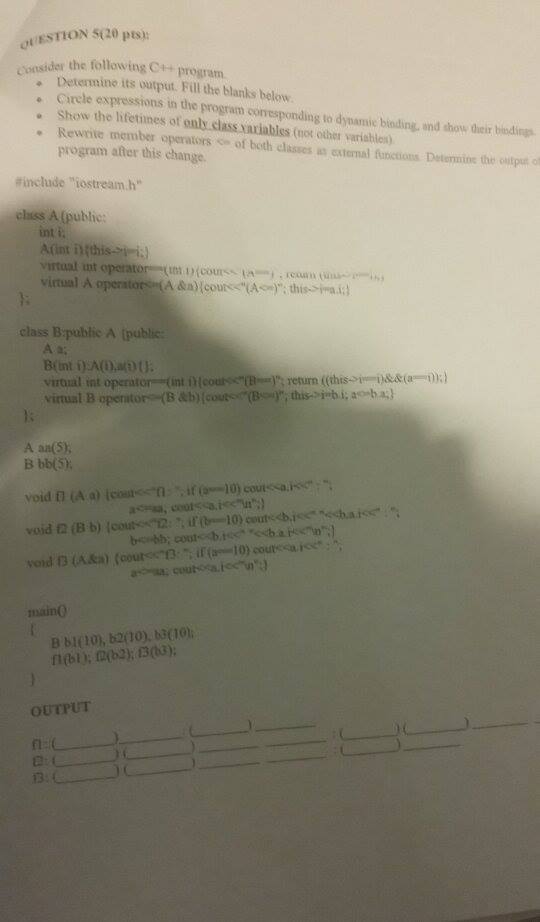 QUESTION 5(20 pts):
Consider the following C++ program.
• Determine its output. Fill the blanks below.
• Circle expressions in the program corresponding to dynamic binding, and show their bindings.
• Show the lifetimes of only class variables (not other variables)
• Rewrite member operators <= of both classes as external functions. Determine the output of
program after this change.
#include "iostream.h"
class A{public:
int i;
A(int i){this->i=i;}
virtual int operator==(int i){cout<< (A==)
virtual A operator<=(A &a){cout<<"(A<=)"; this->i=a.i;}
};
class B:public A {public:
A a;
B(int i):A(i),a(i){};
virtual int operator==(int i){cout<<"(B==)"; return ((this->i==i)&&(a==i));}
virtual B operator<=(B &b){cout<<"(B<=)"; this->i=b.i; a<=b.a;}
};
A aa(5);
B bb(5);
void f1 (A a) {cout<<"f1: "; if (a==10) cout<<a.i<<" : ";
a<=aa; cout<<a.i<<"\n";}
void f2 (B b) {cout<<"f2: "; if (b==10) cout<<b.i<<" "<<b.a.i<<" : ";
b<=bb; cout<<b.i<<" "<<b.a.i<<"\n";}
void f3 (A&a) {cout<<"f3: "; if (a==10) cout<<a.i<<" : ";
a<=aa; cout<<a.i<<"\n";}
main()
{
B b1(10), b2(10), b3(10);
f1(b1); f2(b2); f3(b3);
}
OUTPUT
f1:(______)______ : (______)______
f2: (______)(______) ______ ______ : (______)(______) ______
f3: (______)(______) ______ ______ : (______) ______